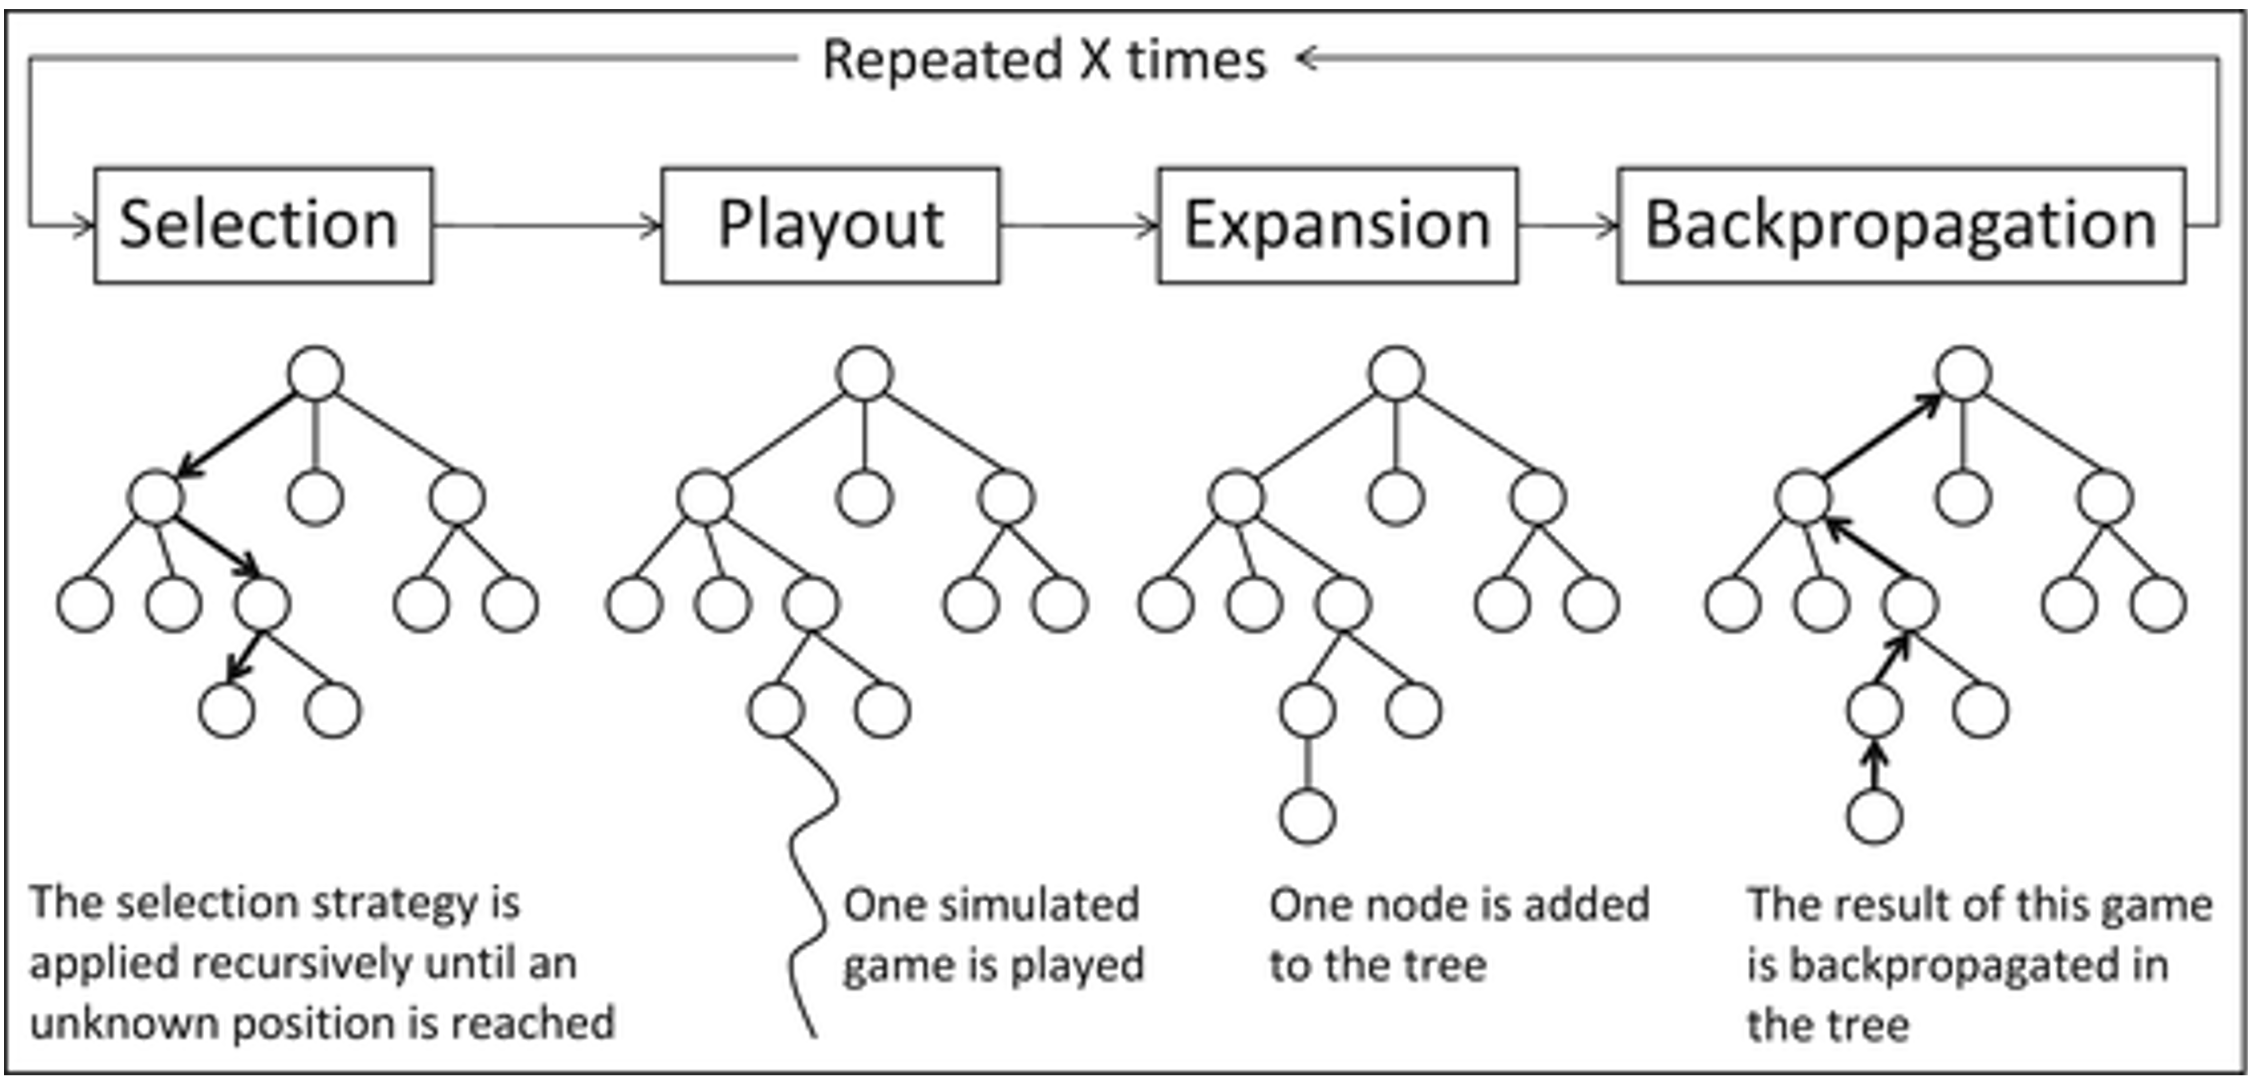 Repeated X times
Selection
Playout
Expansion
Backpropagation
The selection strategy is
applied recursively until an
unknown position is reached
One simulated
game is played
One node is added
to the tree
The result of this game
is backpropagated in
the tree